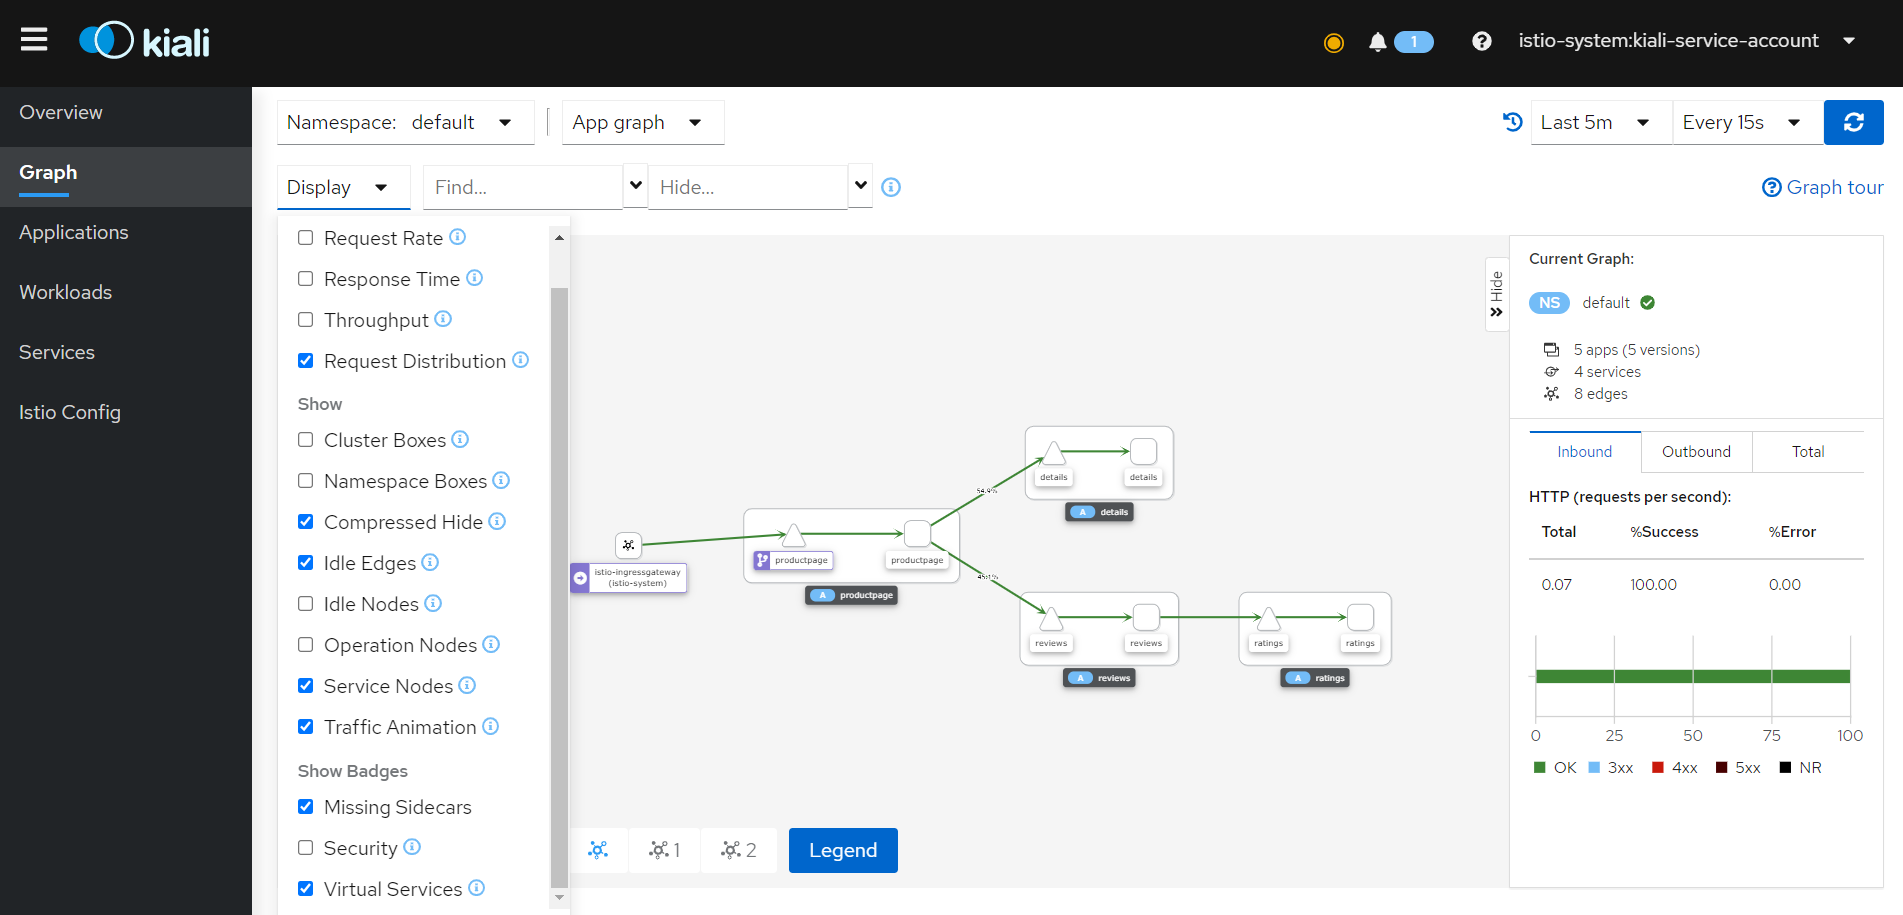 kiali
1
istio-system:kiali-service-account
Overview
Graph
Applications
Workloads
Services
Istio Config
Namespace: default
App graph
Last 5m
Every 15s
Display
Find...
Hide...
Graph tour
Request Rate
Response Time
Throughput
Request Distribution
Show
Cluster Boxes
Namespace Boxes
Compressed Hide
Idle Edges
Idle Nodes
Operation Nodes
Service Nodes
Traffic Animation
Show Badges
Missing Sidecars
Security
Virtual Services
istio-ingressgateway
(istio-system)
productpage
productpage
A productpage
54.9%
45.1%
details
details
A details
reviews
reviews
A reviews
ratings
ratings
A ratings
1
2
Legend
Hide
Current Graph:
NS default
5 apps (5 versions)
4 services
8 edges
Inbound Outbound Total
HTTP (requests per second):
Total %Success %Error
0.07 100.00 0.00
0 25 50 75 100
OK 3xx 4xx 5xx NR